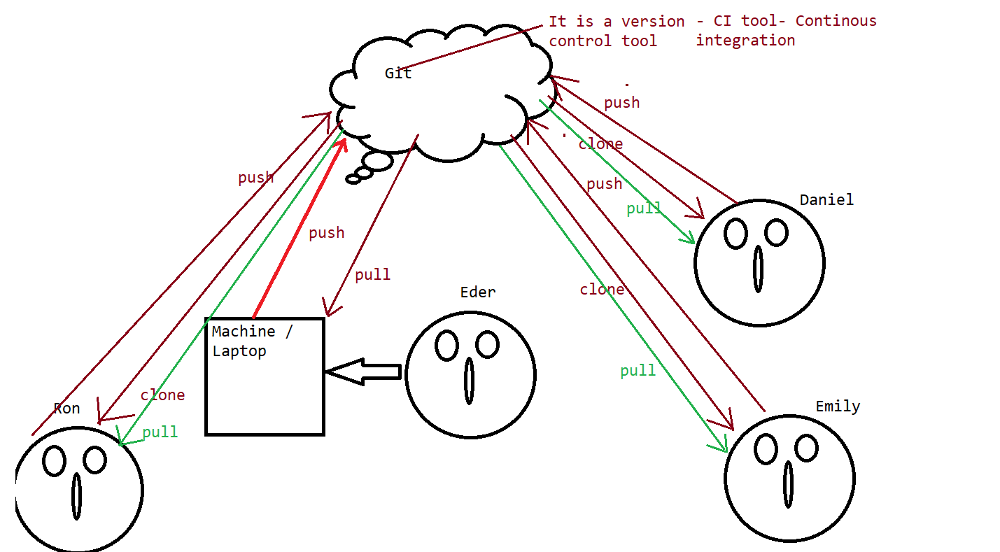 It is a version - CI tool- Continous
control tool integration
Git
push
clone
push
push
pull
Daniel
push
pull
clone
Eder
Machine /
Laptop
pull
clone
Ron
Emily
pull